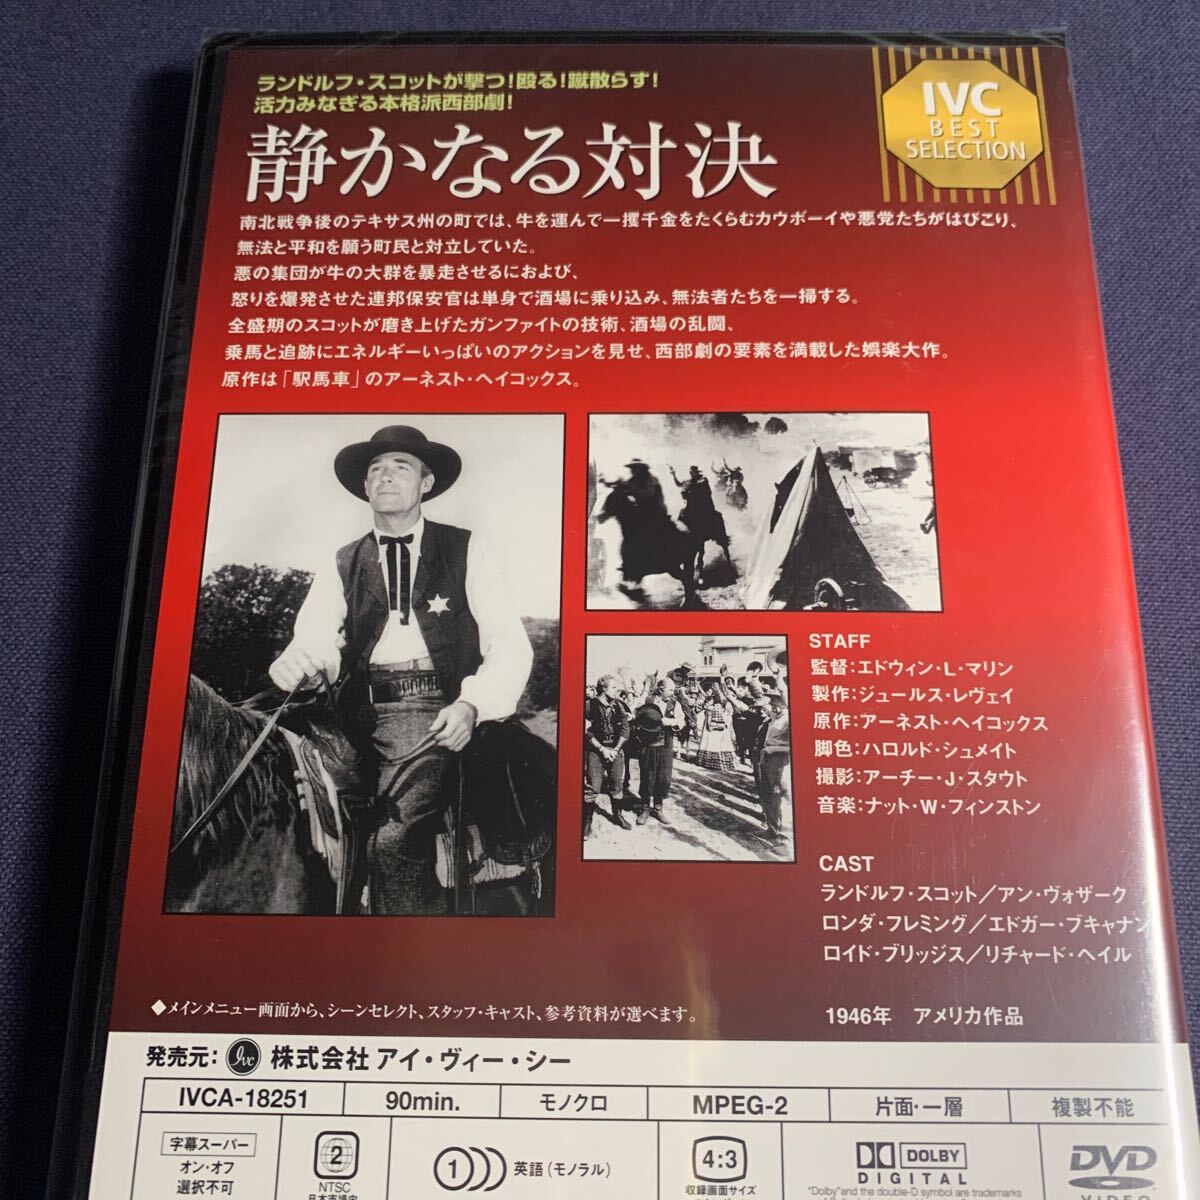 ランドルフ・スコットが撃つ!殴る!蹴散らす!
活力みなぎる本格派西部劇!
静かなる対決
IVC
BEST
SELECTION
南北戦争後のテキサス州の町では、牛を運んで一攫千金をたくらむカウボーイや悪党たちがはびこり、
無法と平和を願う町民と対立していた。
悪の集団が牛の大群を暴走させるにおよび、
怒りを爆発させた連邦保安官は単身で酒場に乗り込み、無法者たちを一掃する。
全盛期のスコットが磨き上げたガンファイトの技術、酒場の乱闘、
乗馬と追跡にエネルギーいっぱいのアクションを見せ、西部劇の要素を満載した娯楽大作。
原作は「駅馬車」のアーネスト・ヘイコックス。
STAFF
監督:エドウィン・L・マリン
製作:ジュールス・レヴェイ
原作:アーネスト・ヘイコックス
脚色:ハロルド・シュメイト
撮影:アーチー・J・スタウト
音楽:ナット・W・フィンストン
CAST
ランドルフ・スコット/アン・ヴォザーク
ロンダ・フレミング/エドガー・ブキャナン
ロイド・ブリッジス/リチャード・ヘイル
◆メインメニュー画面から、シーンセレクト、スタッフ・キャスト、参考資料が選べます。
1946年 アメリカ作品
発売元: IVC 株式会社 アイ・ヴィー・シー
IVCA-18251 90min. モノクロ MPEG-2 片面・一層 複製不能
字幕スーパー
オン・オフ
選択不可
2
NTSC
日本市場向
1 英語(モノラル)
4:3
収録画面サイズ
DOLBY
DIGITAL
"Dolby"and the double-D symbol are trademarks
DVD
VIDEO